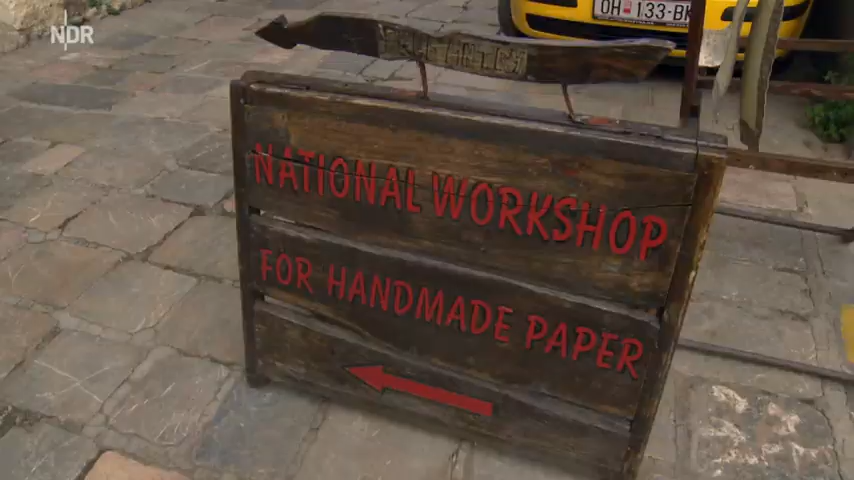 NDR
OH 133-BK
NATIONAL WORKSHOP
FOR HANDMADE PAPER